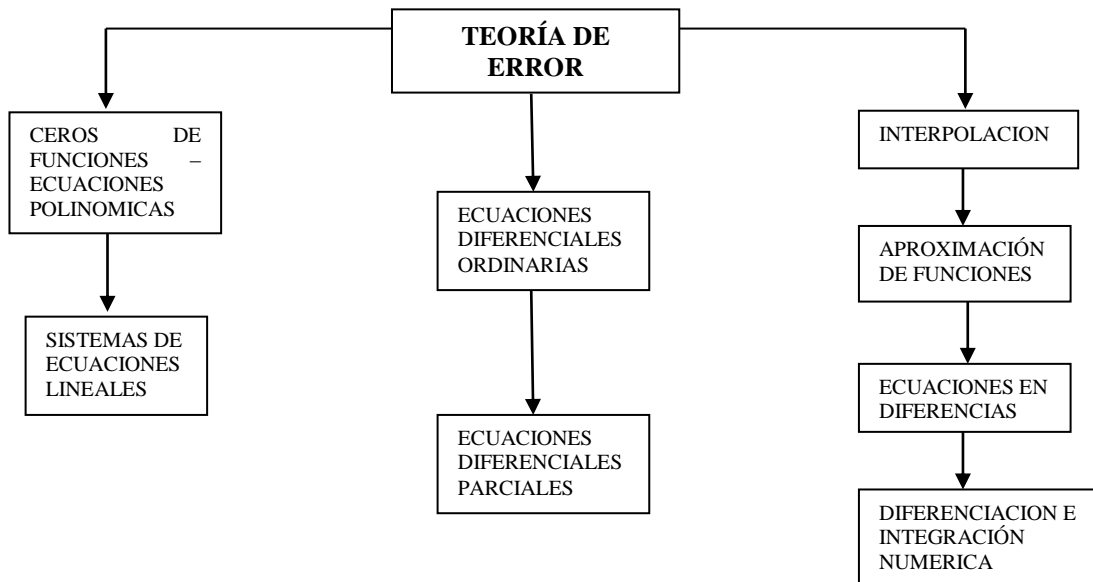 TEORÍA DE
ERROR
CEROS DE
FUNCIONES –
ECUACIONES
POLINOMICAS
SISTEMAS DE
ECUACIONES
LINEALES
ECUACIONES
DIFERENCIALES
ORDINARIAS
ECUACIONES
DIFERENCIALES
PARCIALES
INTERPOLACION
APROXIMACIÓN
DE FUNCIONES
ECUACIONES EN
DIFERENCIAS
DIFERENCIACION E
INTEGRACIÓN
NUMERICA